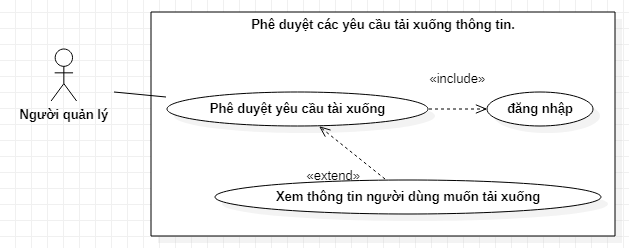 Phê duyệt các yêu cầu tải xuống thông tin.
«include»
Người quản lý
Phê duyệt yêu cầu tài xuống
đăng nhập
«extend»
Xem thông tin người dùng muốn tải xuống